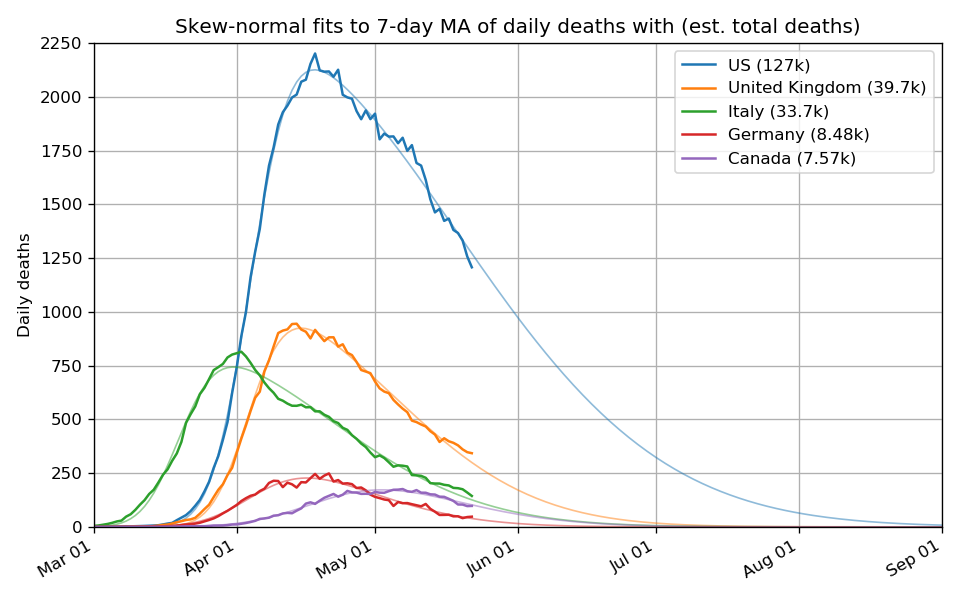 Skew-normal fits to 7-day MA of daily deaths with (est. total deaths)
2250
2000
1750
1500
1250
1000
750
500
250
0
Daily deaths
US (127k)
United Kingdom (39.7k)
Italy (33.7k)
Germany (8.48k)
Canada (7.57k)
Mar 01
Apr 01
May 01
Jun 01
Jul 01
Aug 01
Sep 01